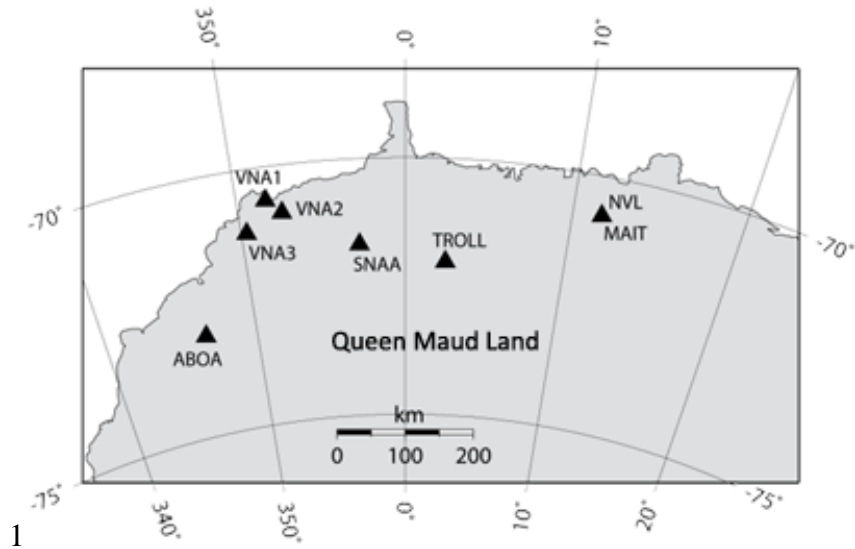 350° 0° 10°
VNA1
-70° VNA2 NVL
VNA3 SNAA TROLL MAIT -70°
ABOA Queen Maud Land
km
0 100 200
-75° -75°
340° 350° 0° 10° 20°
1